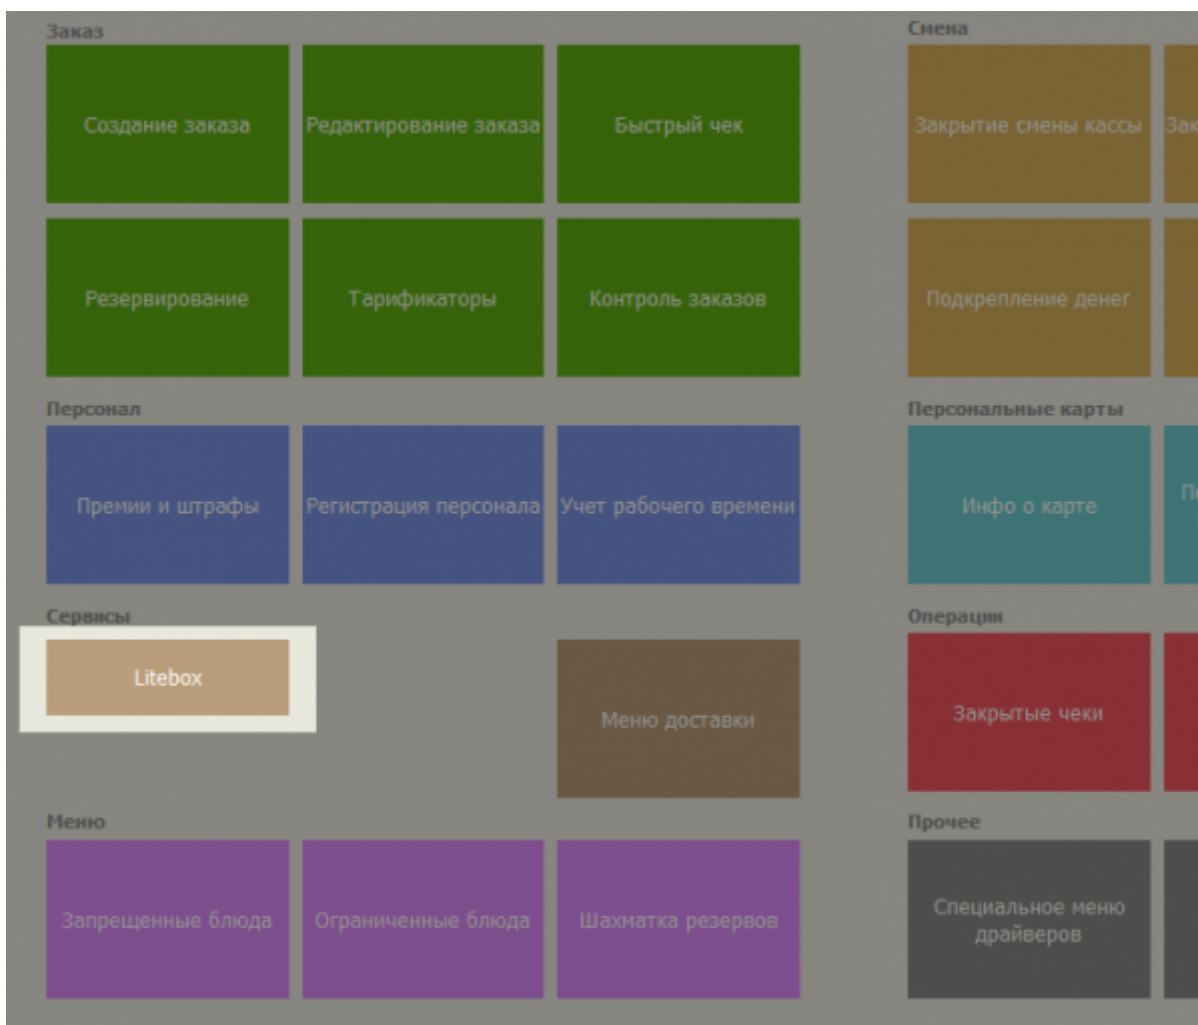 Заказ
Создание заказа
Редактирование заказа
Быстрый чек
Резервирование
Тарификаторы
Контроль заказов
Персонал
Премии и штрафы
Регистрация персонала
Учет рабочего времени
Сервисы
Litebox
Меню доставки
Меню
Запрещенные блюда
Ограниченные блюда
Шахматка резервов
Смена
Закрытие смены кассы
Подкрепление денег
Персональные карты
Инфо о карте
Операции
Закрытые чеки
Прочее
Специальное меню
драйверов